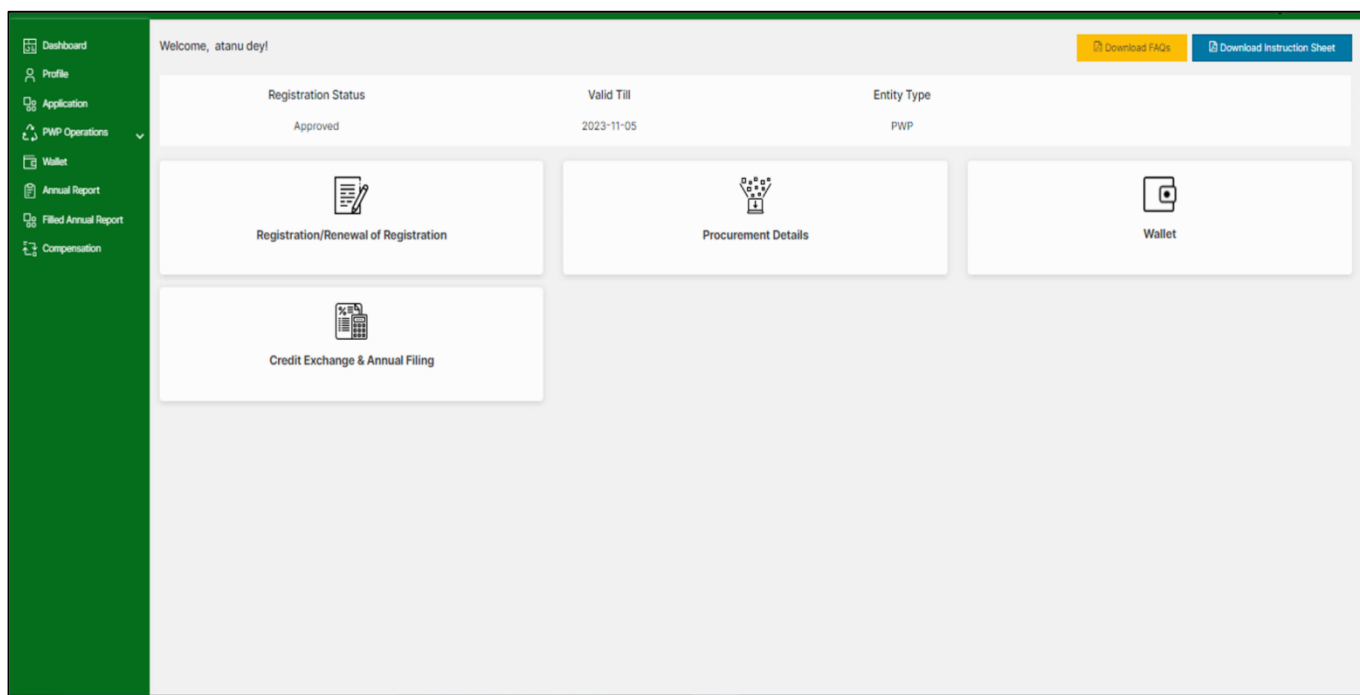 Dashboard
Profile
Application
PWP Operations
Wallet
Annual Report
Filled Annual Report
Compensation
Welcome, atanu dey!
Download FAQs
Download Instruction Sheet
Registration Status Valid Till Entity Type
Approved 2023-11-05 PWP
Registration/Renewal of Registration
Procurement Details
Wallet
Credit Exchange & Annual Filing